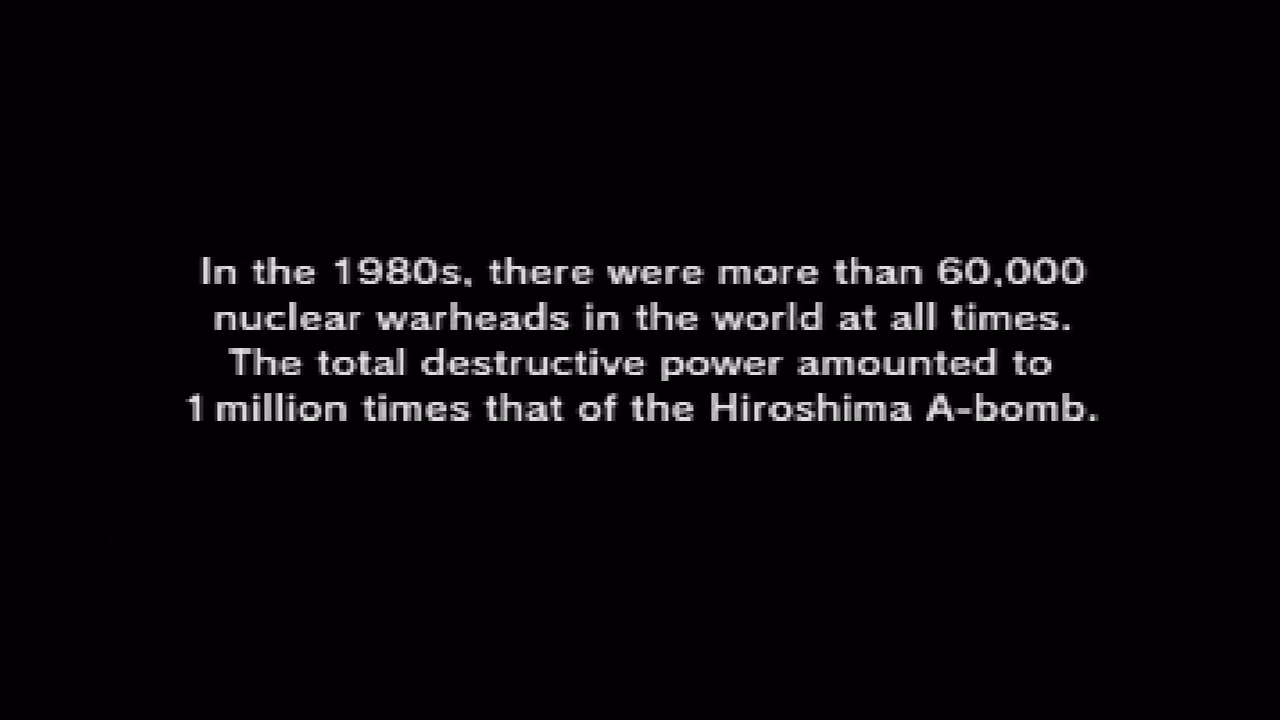 In the 1980s, there were more than 60,000
nuclear warheads in the world at all times.
The total destructive power amounted to
1 million times that of the Hiroshima A-bomb.